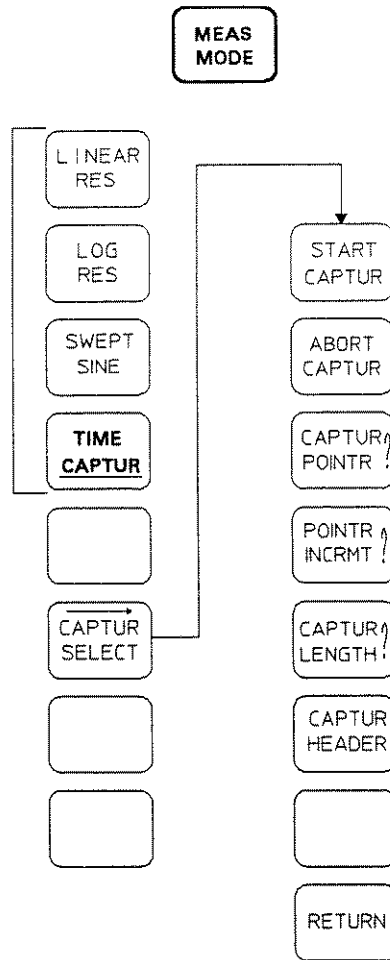 MEAS
MODE
LINEAR
RES
LOG
RES
SWEPT
SINE
TIME
CAPTUR
CAPTUR
SELECT
START
CAPTUR
ABORT
CAPTUR
CAPTUR?
POINTR
POINTR?
INCRMT
CAPTUR?
LENGTH
CAPTUR
HEADER
RETURN